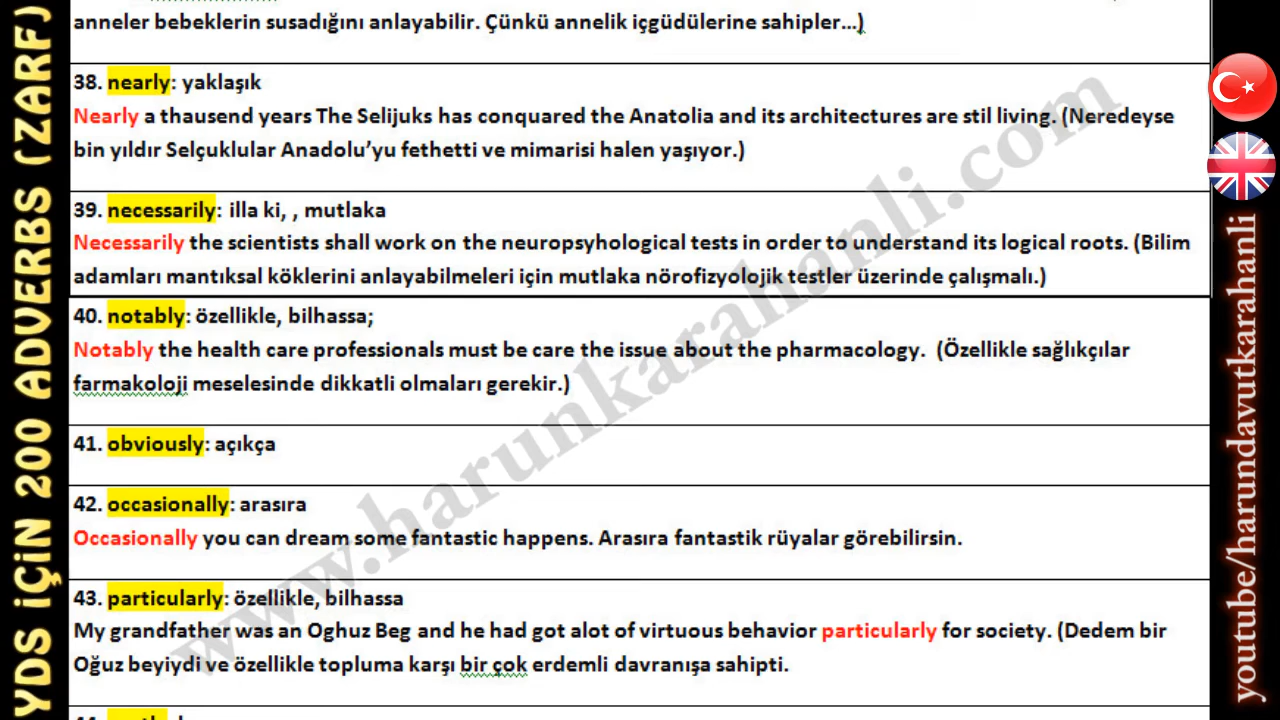 YDS İÇİN 200 ADVERBS (ZARF)
anneler bebeklerin susadığını anlayabilir. Çünkü annelik içgüdülerine sahipler…)
38. nearly: yaklaşık
Nearly a thausend years The Selijuks has conquared the Anatolia and its architectures are stil living. (Neredeyse
bin yıldır Selçuklular Anadolu’yu fethetti ve mimarisi halen yaşıyor.)
39. necessarily: illa ki, , mutlaka
Necessarily the scientists shall work on the neuropsyhological tests in order to understand its logical roots. (Bilim
adamları mantıksal köklerini anlayabilmeleri için mutlaka nörofizyolojik testler üzerinde çalışmalı.)
40. notably: özellikle, bilhassa;
Notably the health care professionals must be care the issue about the pharmacology.  (Özellikle sağlıkçılar
farmakoloji meselesinde dikkatli olmaları gerekir.)
41. obviously: açıkça
42. occasionally: arasıra
Occasionally you can dream some fantastic happens. Arasıra fantastik rüyalar görebilirsin.
43. particularly: özellikle, bilhassa
My grandfather was an Oghuz Beg and he had got alot of virtuous behavior particularly for society. (Dedem bir
Oğuz beyiydi ve özellikle topluma karşı bir çok erdemli davranışa sahipti.
www.harunkarahanli.com
youtube/harundavutkarahanli